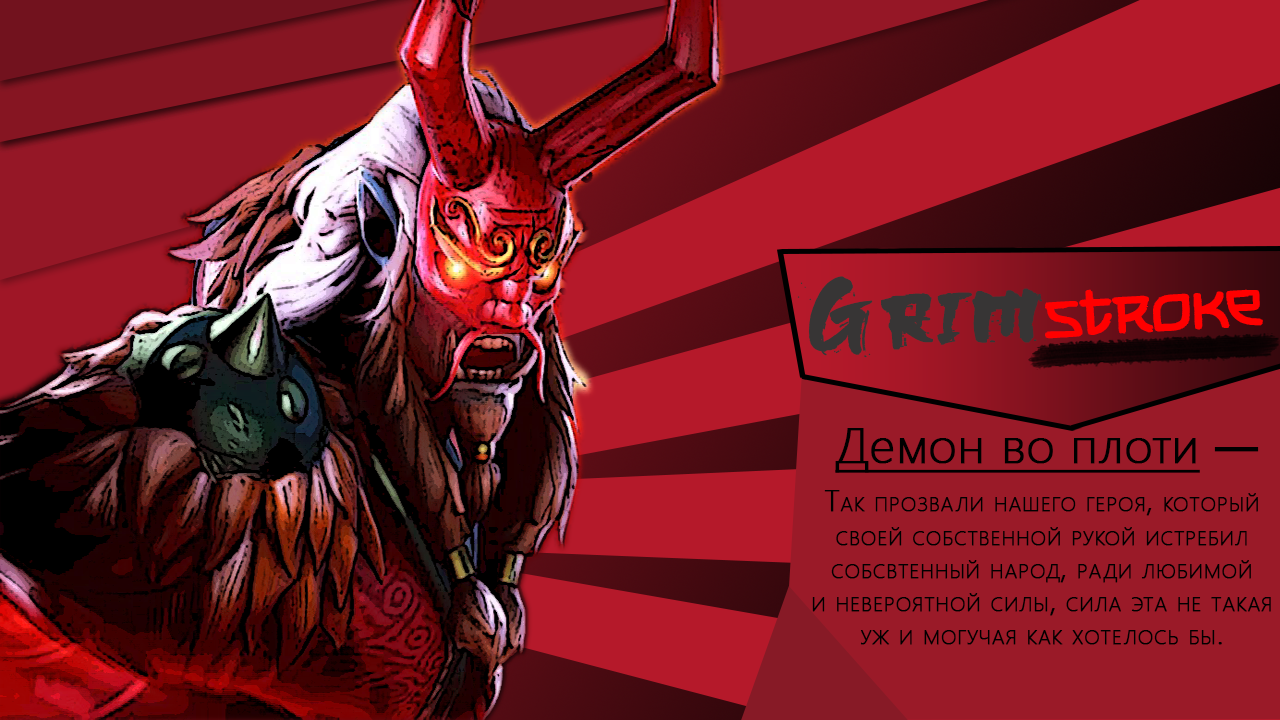 Grimstroke
Демон во плоти —
Так прозвали нашего героя, который
своей собственной рукой истребил
собсвтенный народ, ради любимой
и невероятной силы, сила эта не такая
уж и могучая как хотелось бы.